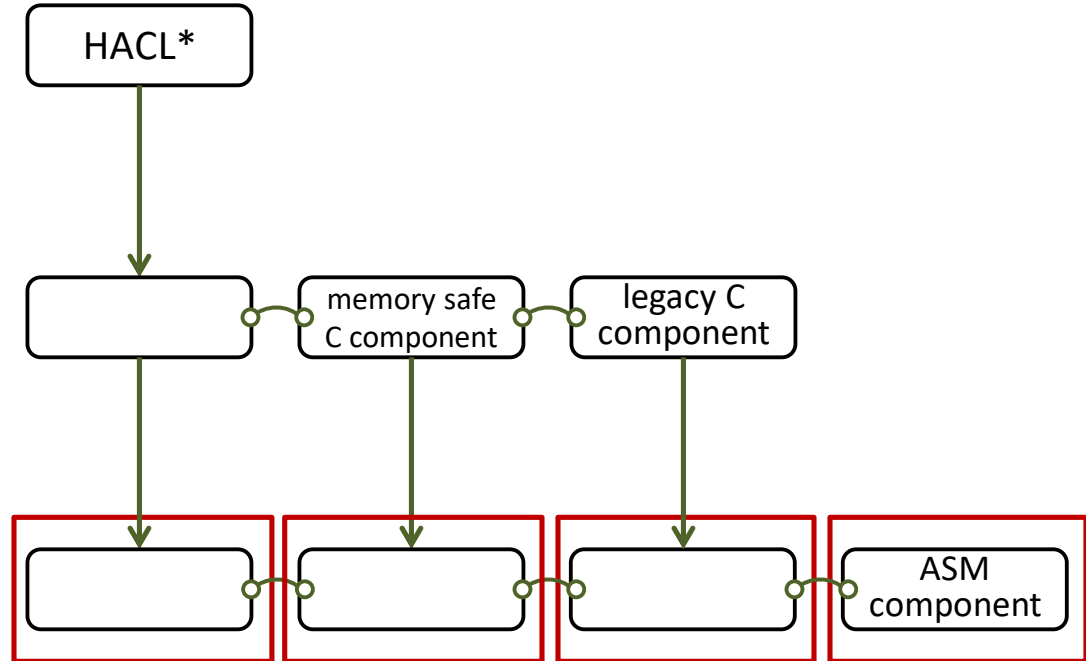 HACL*
memory safe
C component
legacy C
component
ASM
component